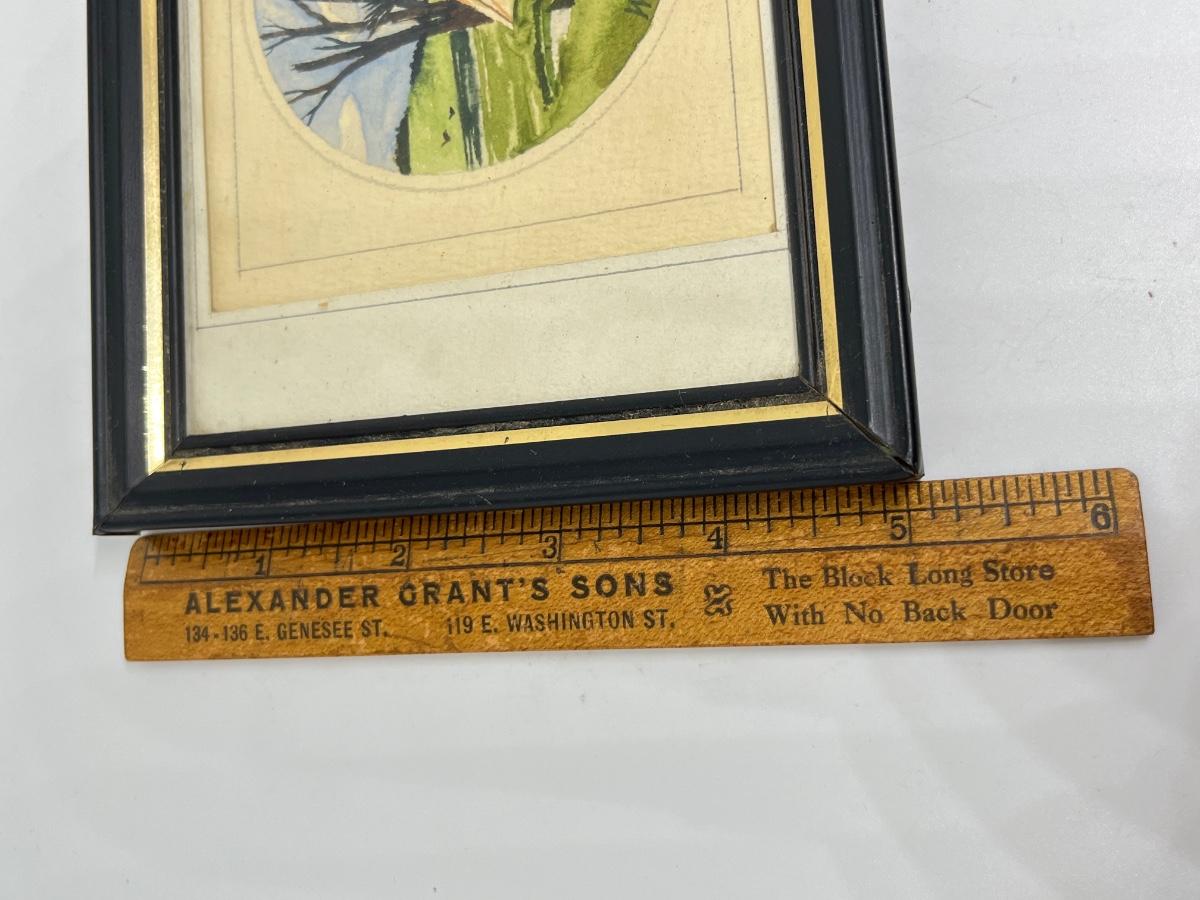 1 2 3 4 5 6
ALEXANDER GRANT'S SONS
134-136 E. GENESEE ST. 119 E. WASHINGTON ST.
The Block Long Store
With No Back Door